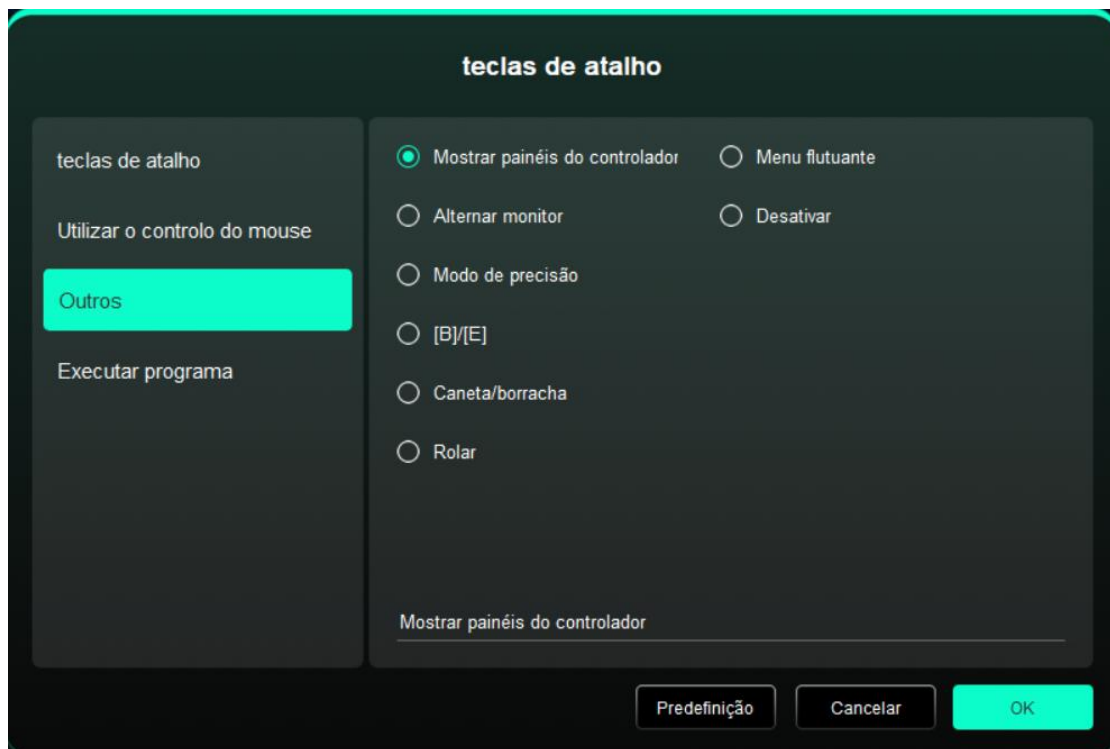 teclas de atalho
teclas de atalho
Utilizar o controlo do mouse
Outros
Executar programa
Mostrar painéis do controlador
Menu flutuante
Alternar monitor
Desativar
Modo de precisão
[B]/[E]
Caneta/borracha
Rolar
Mostrar painéis do controlador
Predefinição
Cancelar
OK